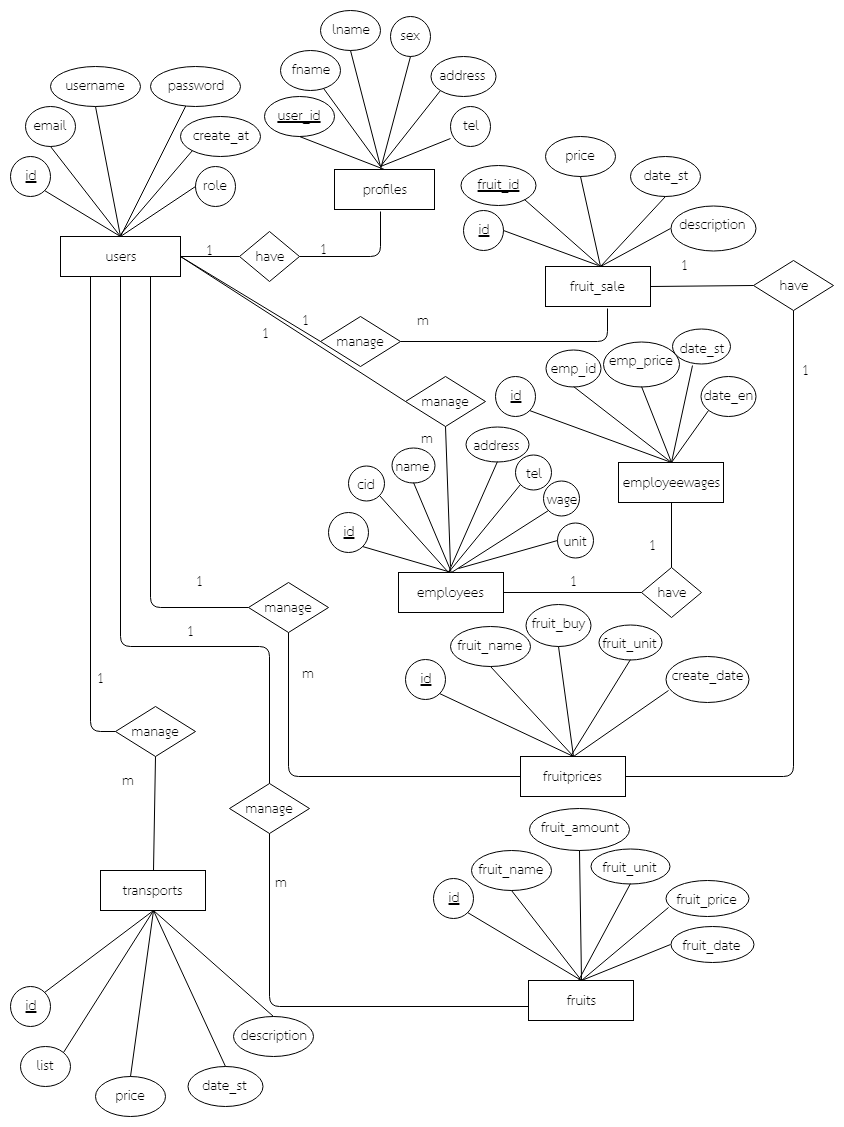 lname
sex
fname
address
username
password
user_id
tel
email
create_at
id
role
profiles
price
date_st
fruit_id
description
id
users
1
have
1
fruit_sale
1
have
1
m
1
manage
date_st
emp_price
emp_id
1
date_en
id
manage
m
address
name
tel
cid
employeewages
wage
id
unit
1
1
1
employees
have
manage
fruit_buy
1
fruit_name
fruit_unit
m
1
id
create_date
manage
m
fruitprices
manage
fruit_amount
fruit_name
fruit_unit
m
transports
id
fruit_price
fruit_date
fruits
id
description
list
price
date_st